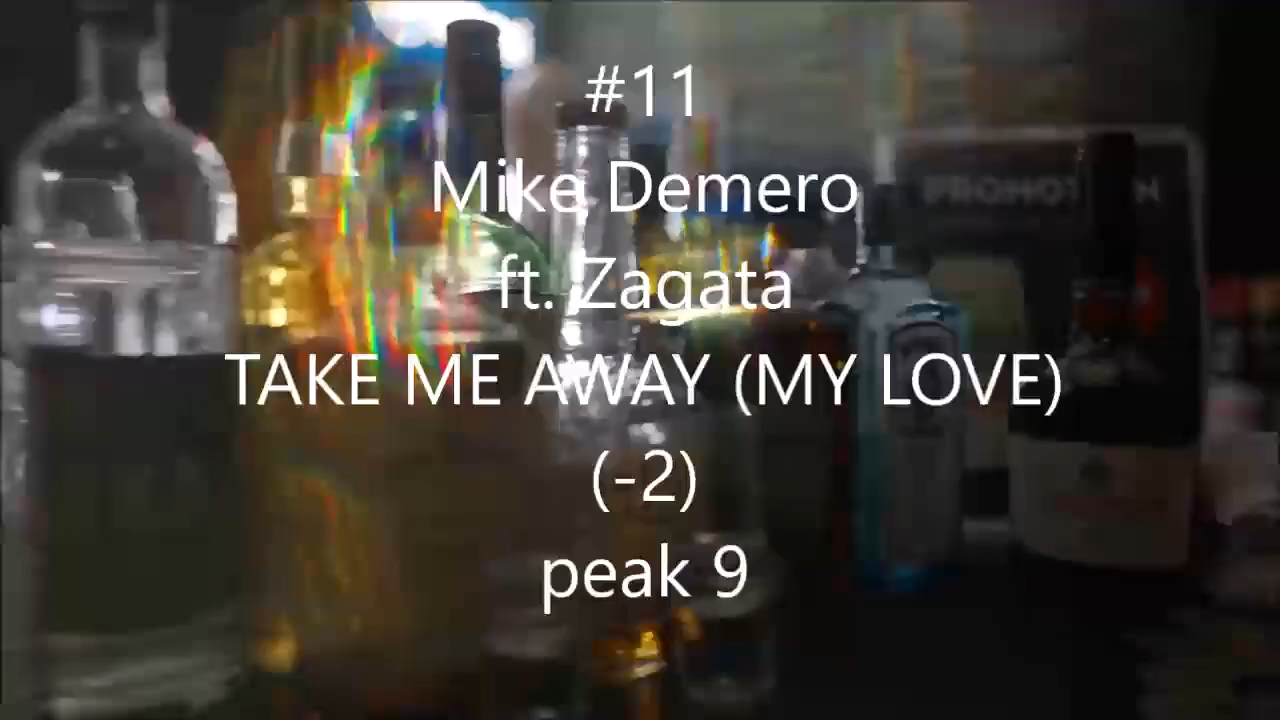 #11
Mike Demero
ft. Zagata
TAKE ME AWAY (MY LOVE)
(-2)
peak 9